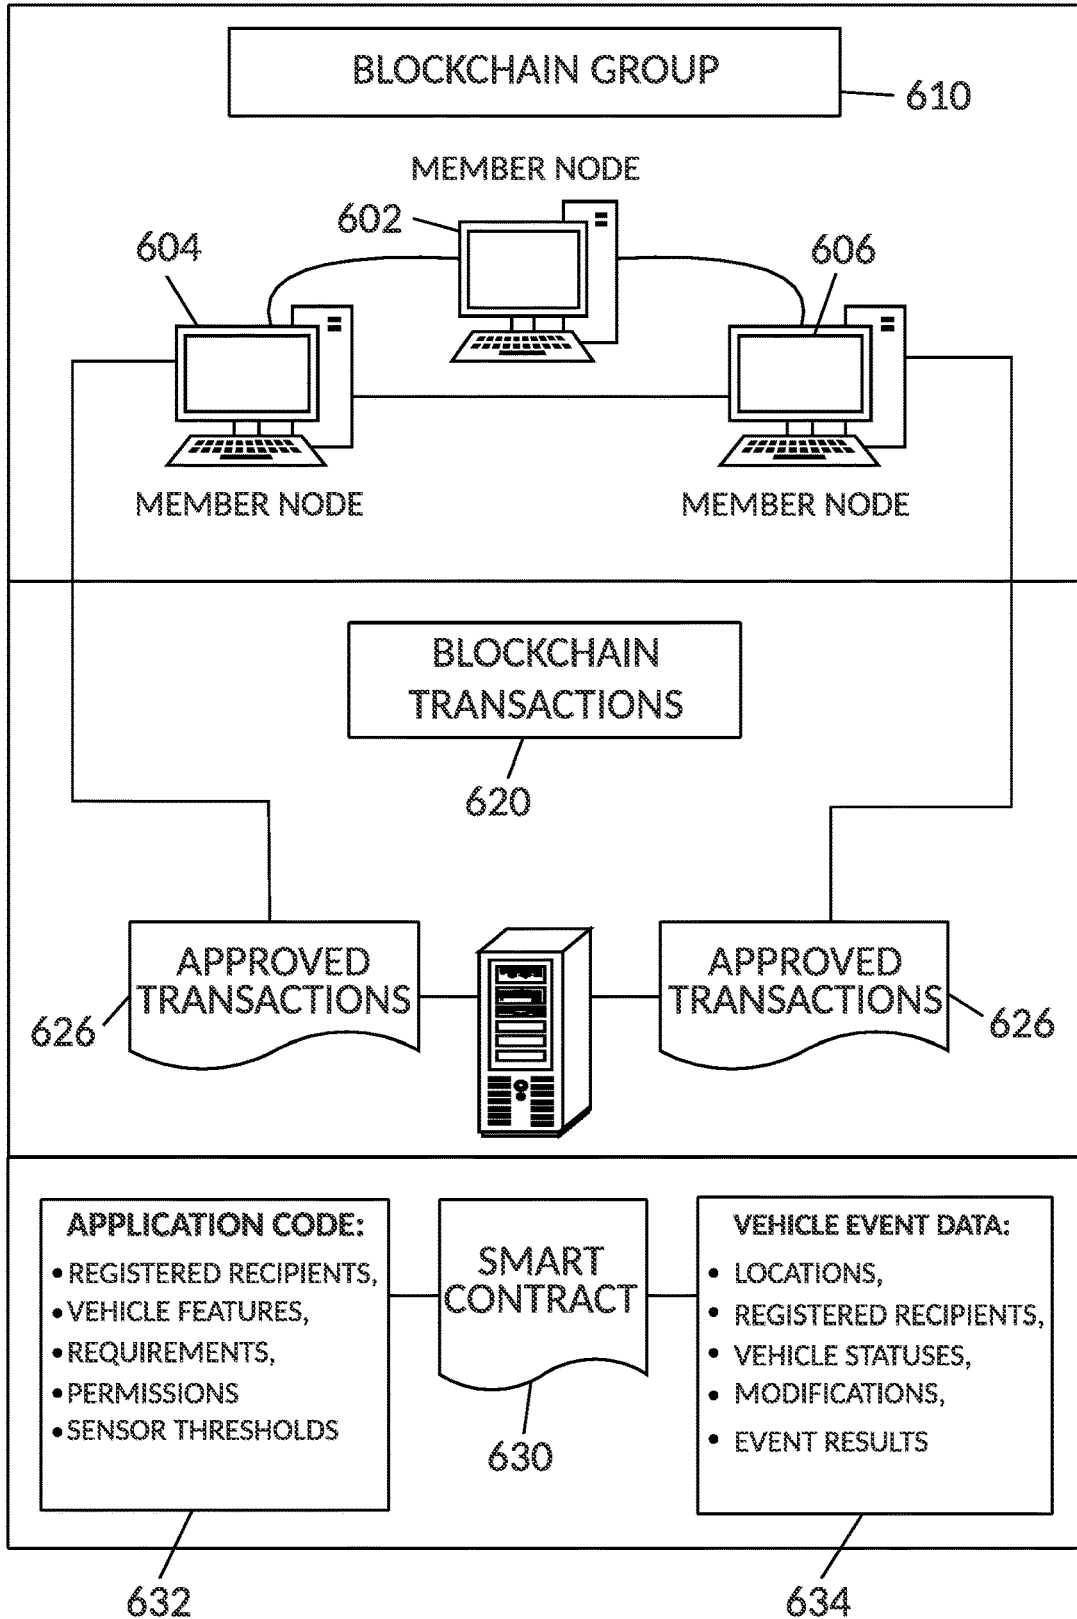 BLOCKCHAIN GROUP
610
MEMBER NODE
602
604
606
MEMBER NODE
MEMBER NODE
BLOCKCHAIN
TRANSACTIONS
620
APPROVED
TRANSACTIONS
626
APPROVED
TRANSACTIONS
626
APPLICATION CODE:
• REGISTERED RECIPIENTS,
• VEHICLE FEATURES,
• REQUIREMENTS,
• PERMISSIONS
• SENSOR THRESHOLDS
632
SMART
CONTRACT
630
VEHICLE EVENT DATA:
• LOCATIONS,
• REGISTERED RECIPIENTS,
• VEHICLE STATUSES,
• MODIFICATIONS,
• EVENT RESULTS
634